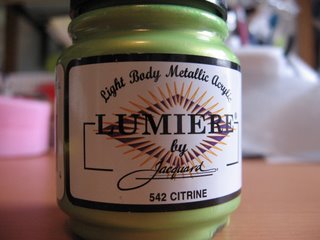 Light Body Metallic Acrylic
LUMIERE
by
Jacquard
542 CITRINE